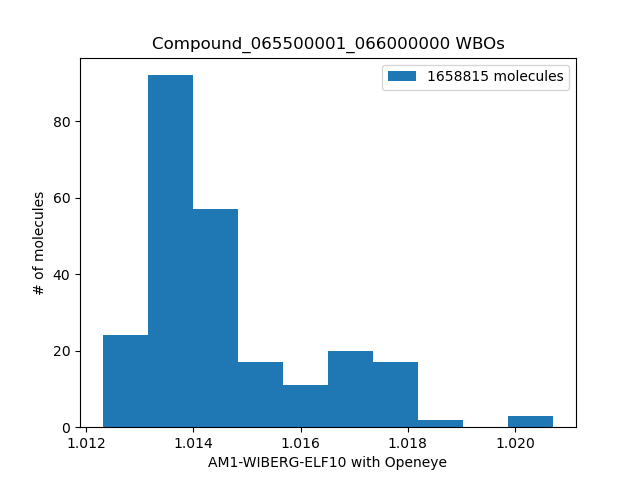 Compound_065500001_066000000 WBOs
1658815 molecules
# of molecules
80
60
40
20
0
1.012 1.014 1.016 1.018 1.020
AM1-WIBERG-ELF10 with Openeye